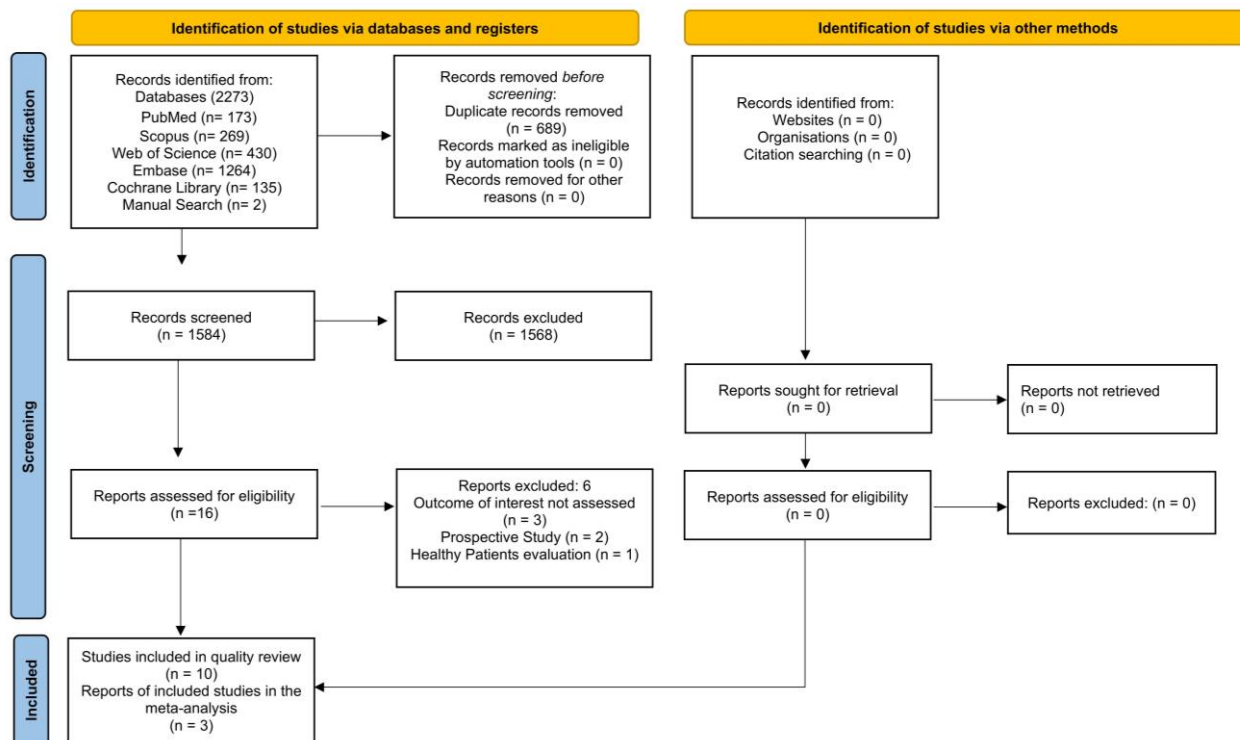 Identification of studies via databases and registers
Identification of studies via other methods
Identification
Records identified from:
Databases (2273)
PubMed (n= 173)
Scopus (n= 269)
Web of Science (n= 430)
Embase (n= 1264)
Cochrane Library (n= 135)
Manual Search (n= 2)
Records removed before
screening:
Duplicate records removed
(n = 689)
Records marked as ineligible
by automation tools (n = 0)
Records removed for other
reasons (n = 0)
Records identified from:
Websites (n = 0)
Organisations (n = 0)
Citation searching (n = 0)
Screening
Records screened
(n = 1584)
Records excluded
(n = 1568)
Reports sought for retrieval
(n = 0)
Reports not retrieved
(n = 0)
Reports assessed for eligibility
(n =16)
Reports excluded: 6
Outcome of interest not assessed
(n = 3)
Prospective Study (n = 2)
Healthy Patients evaluation (n = 1)
Reports assessed for eligibility
(n = 0)
Reports excluded: (n = 0)
Included
Studies included in quality review
(n = 10)
Reports of included studies in the
meta-analysis
(n = 3)